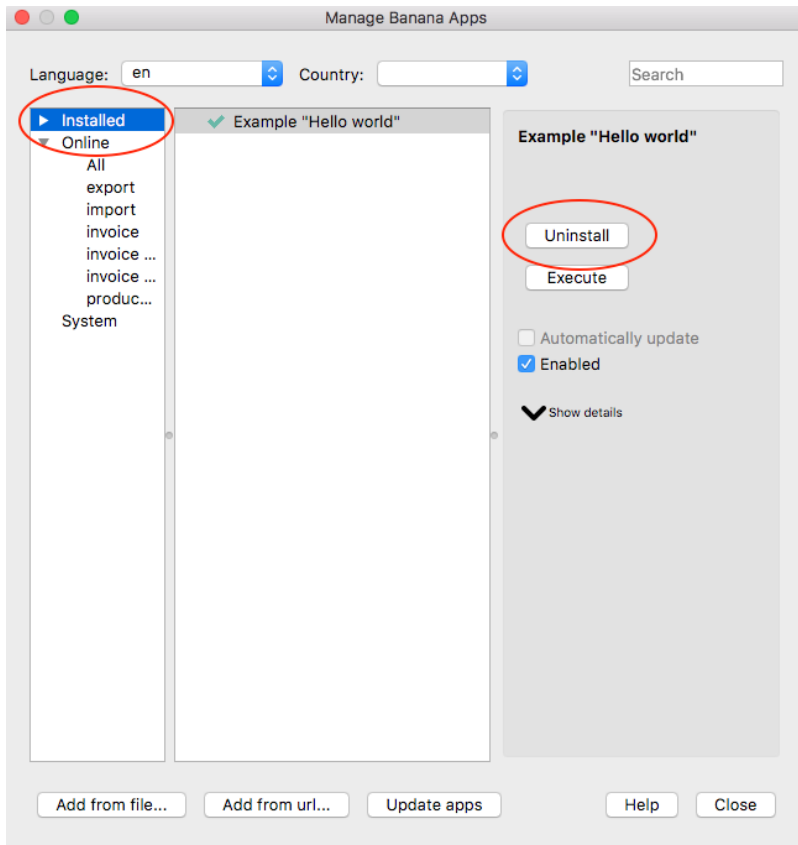 Manage Banana Apps
Language: en Country: Search
Installed
Online
All
export
import
invoice
invoice ...
invoice ...
produc...
System
Example "Hello world"
Example "Hello world"
Uninstall
Execute
Automatically update
Enabled
Show details
Add from file... Add from url... Update apps Help Close